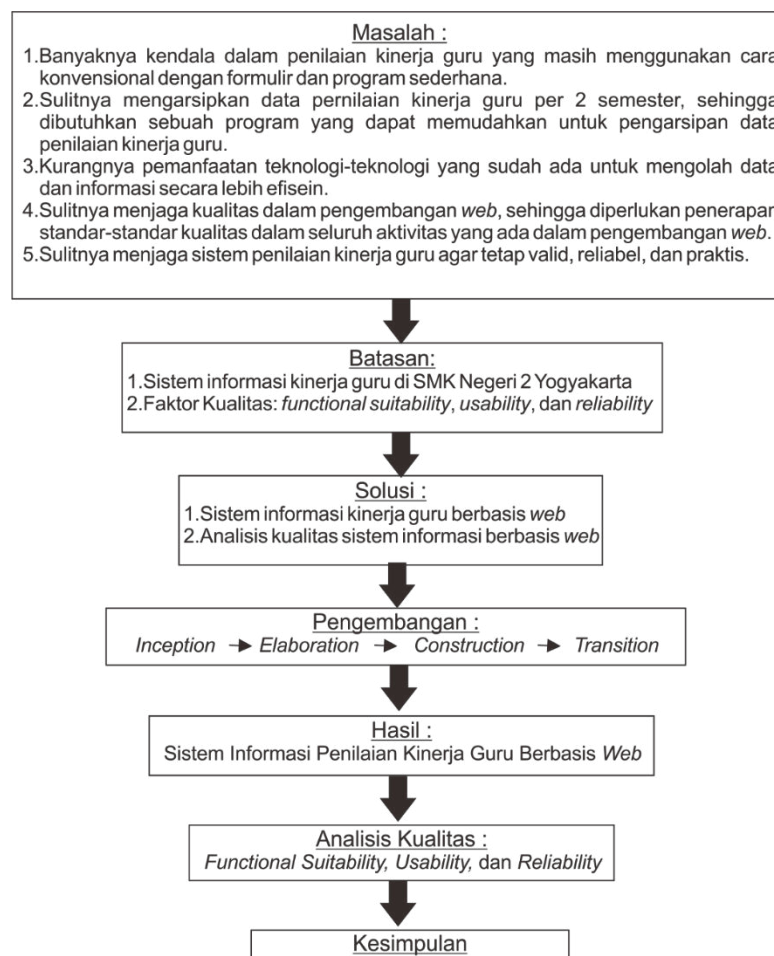 Masalah :
1.Banyaknya kendala dalam penilaian kinerja guru yang masih menggunakan cara
konvensional dengan formulir dan program sederhana.
2.Sulitnya mengarsipkan data pernilaian kinerja guru per 2 semester, sehingga
dibutuhkan sebuah program yang dapat memudahkan untuk pengarsipan data
penilaian kinerja guru.
3.Kurangnya pemanfaatan teknologi-teknologi yang sudah ada untuk mengolah data
dan informasi secara lebih efisein.
4.Sulitnya menjaga kualitas dalam pengembangan web, sehingga diperlukan penerapan
standar-standar kualitas dalam seluruh aktivitas yang ada dalam pengembangan web.
5.Sulitnya menjaga sistem penilaian kinerja guru agar tetap valid, reliabel, dan praktis.
Batasan:
1.Sistem informasi kinerja guru di SMK Negeri 2 Yogyakarta
2.Faktor Kualitas: functional suitability, usability, dan reliability
Solusi :
1.Sistem informasi kinerja guru berbasis web
2.Analisis kualitas sistem informasi berbasis web
Pengembangan :
Inception → Elaboration → Construction → Transition
Hasil :
Sistem Informasi Penilaian Kinerja Guru Berbasis Web
Analisis Kualitas :
Functional Suitability, Usability, dan Reliability
Kesimpulan